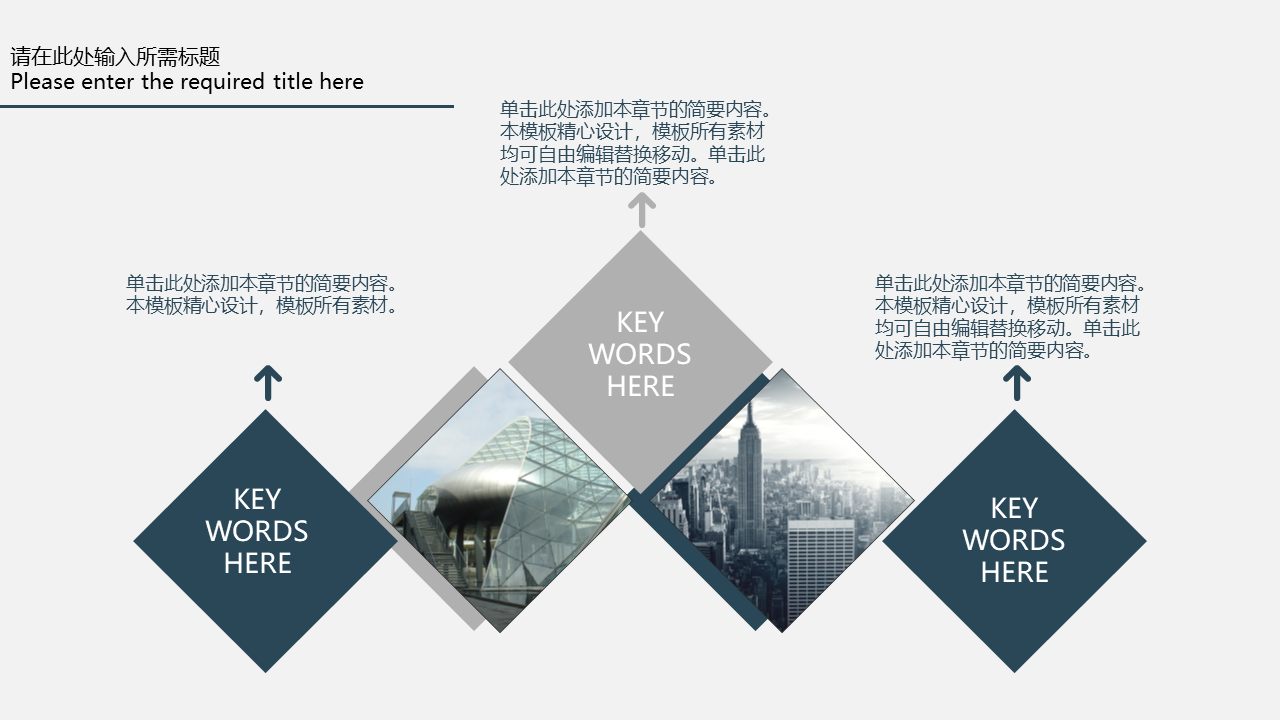 请在此处输入所需标题
Please enter the required title here
单击此处添加本章节的简要内容。
本模板精心设计，模板所有素材
均可自由编辑替换移动。单击此
处添加本章节的简要内容。
单击此处添加本章节的简要内容。
本模板精心设计，模板所有素材。
单击此处添加本章节的简要内容。
本模板精心设计，模板所有素材
均可自由编辑替换移动。单击此
处添加本章节的简要内容。
KEY
WORDS
HERE
KEY
WORDS
HERE
KEY
WORDS
HERE